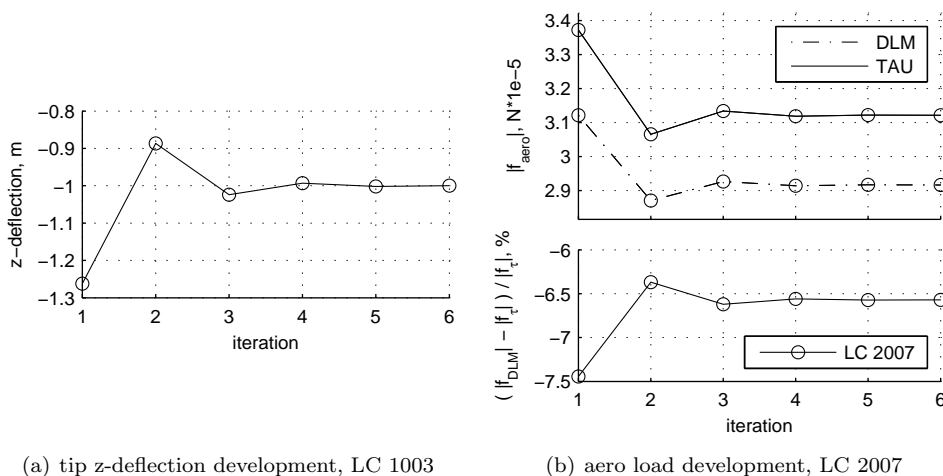 −0.8
−0.9
−1
−1.1
−1.2
−1.3
z−deflection, m
1 2 3 4 5 6
iteration
(a) tip z-deflection development, LC 1003
3.4
3.3
3.2
3.1
3
2.9
|f_aero|, N*1e−5
DLM
TAU
−6
−6.5
−7
−7.5
( |f_DLM| − |f_τ| ) / |f_τ|, %
LC 2007
1 2 3 4 5 6
iteration
(b) aero load development, LC 2007